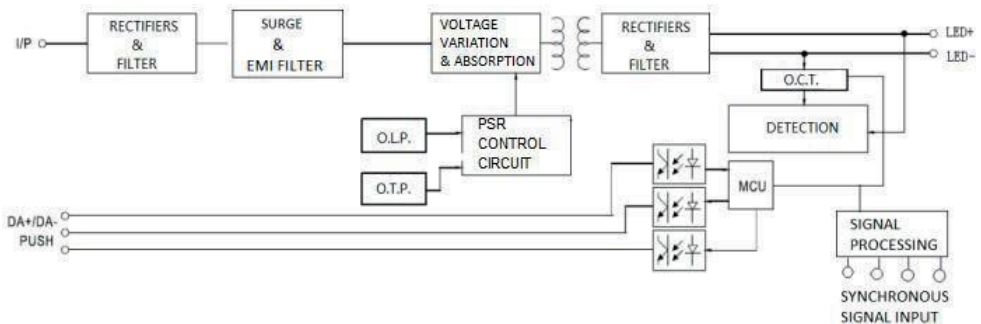 I/P
RECTIFIERS
&
FILTER
SURGE
&
EMI FILTER
VOLTAGE
VARIATION
& ABSORPTION
RECTIFIERS
&
FILTER
LED+
LED-
O.C.T.
DETECTION
O.L.P.
PSR
CONTROL
CIRCUIT
O.T.P.
MCU
DA+/DA-
PUSH
SIGNAL
PROCESSING
SYNCHRONOUS
SIGNAL INPUT